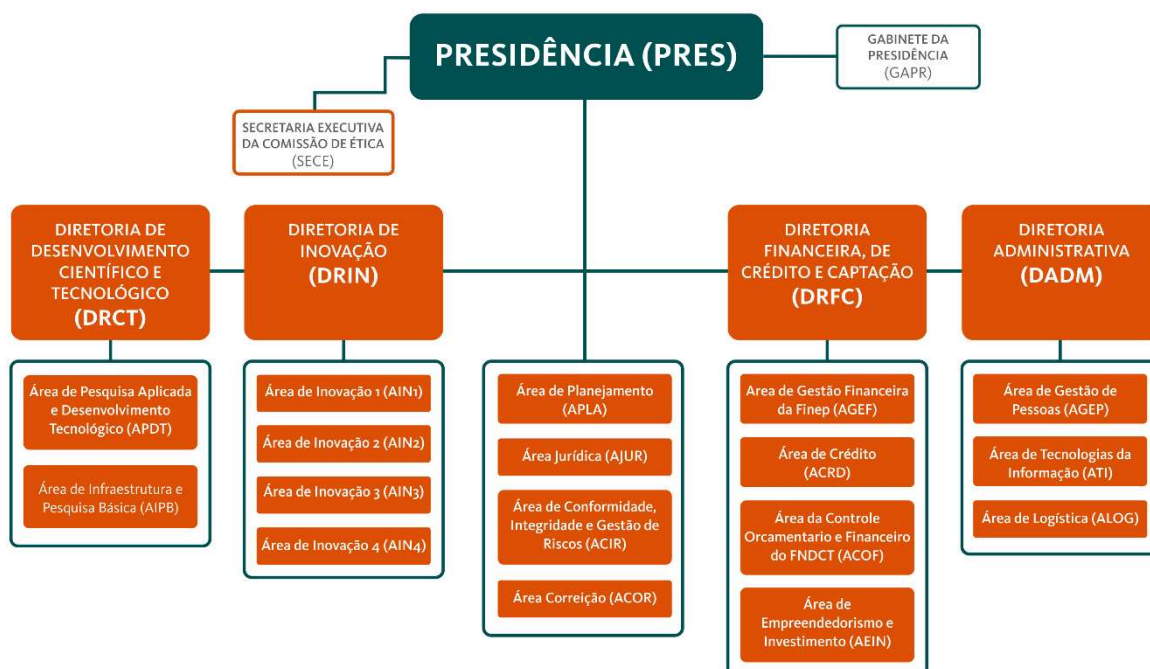 PRESIDÊNCIA (PRES)
GABINETE DA
PRESIDÊNCIA
(GAPR)
SECRETARIA EXECUTIVA
DA COMISSÃO DE ÉTICA
(SECE)
DIRETORIA DE
DESENVOLVIMENTO
CIENTÍFICO E
TECNOLÓGICO
(DRCT)
DIRETORIA DE
INOVAÇÃO
(DRIN)
DIRETORIA
FINANCEIRA, DE
CRÉDITO E CAPTAÇÃO
(DRFC)
DIRETORIA
ADMINISTRATIVA
(DADM)
Área de Pesquisa Aplicada
e Desenvolvimento
Tecnológico (APDT)
Área de Infraestrutura e
Pesquisa Básica (AIPB)
Área de Inovação 1 (AIN1)
Área de Inovação 2 (AIN2)
Área de Inovação 3 (AIN3)
Área de Inovação 4 (AIN4)
Área de Planejamento
(APLA)
Área Jurídica (AJUR)
Área de Conformidade,
Integridade e Gestão de
Riscos (ACIR)
Área Correição (ACOR)
Area de Gestão Financeira
da Finep (AGEF)
Área de Crédito
(ACRD)
Área da Controle
Orcamentario e Financeiro
do FNDCT (ACOF)
Área de
Empreendedorismo e
Investimento (AEIN)
Área de Gestão de
Pessoas (AGEP)
Área de Tecnologias da
Informação (ATI)
Área de Logística (ALOG)